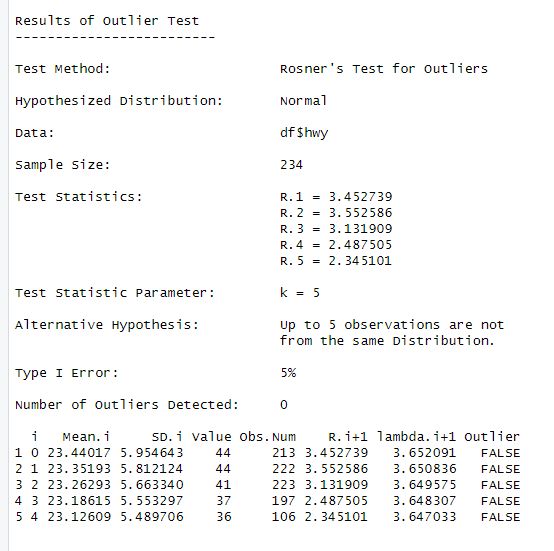 Results of Outlier Test
-------------------------
Test Method: Rosner's Test for Outliers
Hypothesized Distribution: Normal
Data: df$hwy
Sample Size: 234
Test Statistics: R.1 = 3.452739
R.2 = 3.552586
R.3 = 3.131909
R.4 = 2.487505
R.5 = 2.345101
Test Statistic Parameter: k = 5
Alternative Hypothesis: Up to 5 observations are not
from the same Distribution.
Type I Error: 5%
Number of Outliers Detected: 0
i Mean.i SD.i Value Obs.Num R.i+1 lambda.i+1 Outlier
1 0 23.44017 5.954643 44 213 3.452739 3.652091 FALSE
2 1 23.35193 5.812124 44 222 3.552586 3.650836 FALSE
3 2 23.26293 5.663340 41 223 3.131909 3.649575 FALSE
4 3 23.18615 5.553297 37 197 2.487505 3.648307 FALSE
5 4 23.12609 5.489706 36 106 2.345101 3.647033 FALSE